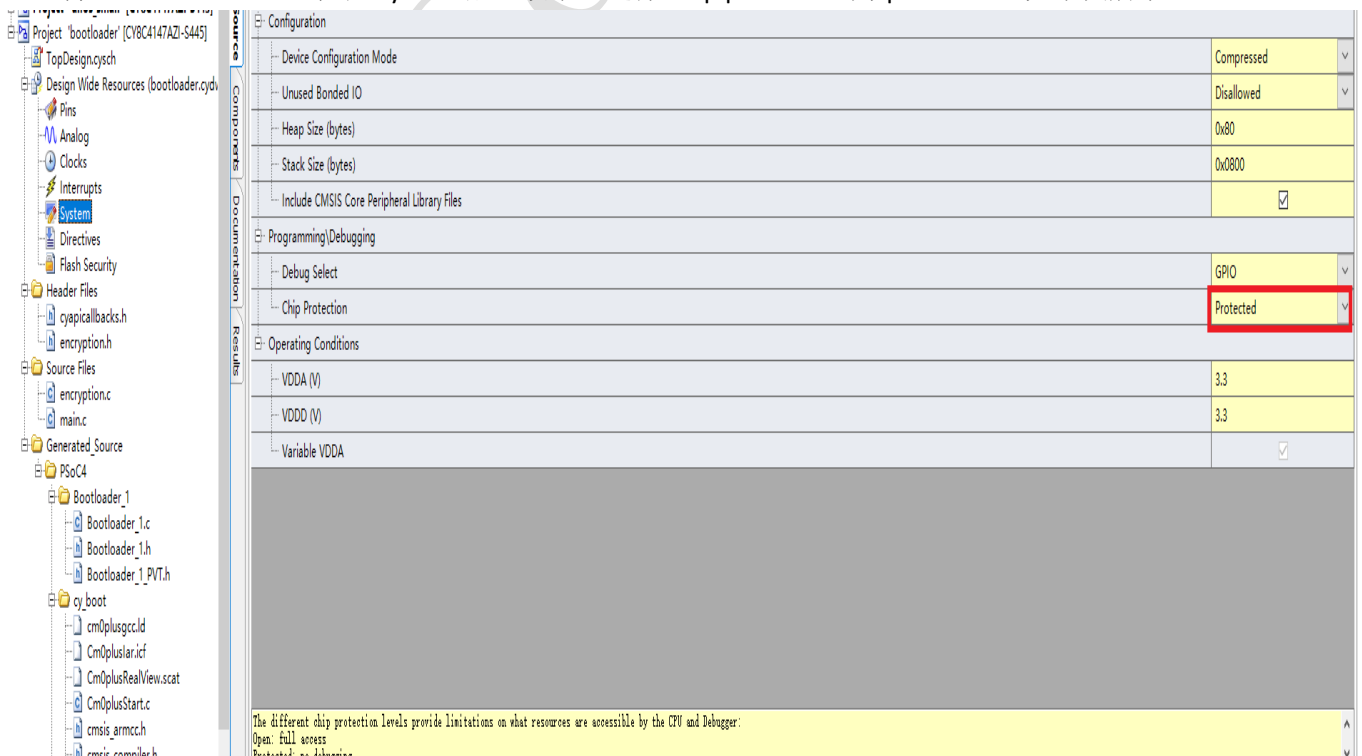 Project 'bootloader' [CY8C4147AZI-S445]
TopDesign.cysch
Design Wide Resources (bootloader.cydw
Pins
Analog
Clocks
Interrupts
System
Directives
Flash Security
Header Files
cyapicallbacks.h
encryption.h
Source Files
encryption.c
main.c
Generated_Source
PSoC4
Bootloader_1
Bootloader_1.c
Bootloader_1.h
Bootloader_1_PVT.h
cy_boot
cm0plusgcc.ld
Cm0plusIar.icf
Cm0plusRealView.scat
Cm0plusStart.c
cmsis_armcc.h
cmsis_compiler.h
Source
Components
Documentation
Results
Configuration
Device Configuration Mode Compressed
Unused Bonded IO Disallowed
Heap Size (bytes) 0x80
Stack Size (bytes) 0x0800
Include CMSIS Core Peripheral Library Files
Programming\Debugging
Debug Select GPIO
Chip Protection Protected
Operating Conditions
VDDA (V) 3.3
VDDD (V) 3.3
Variable VDDA
The different chip protection levels provide limitations on what resources are accessible by the CPU and Debugger:
Open: full access
Protected: no debugging